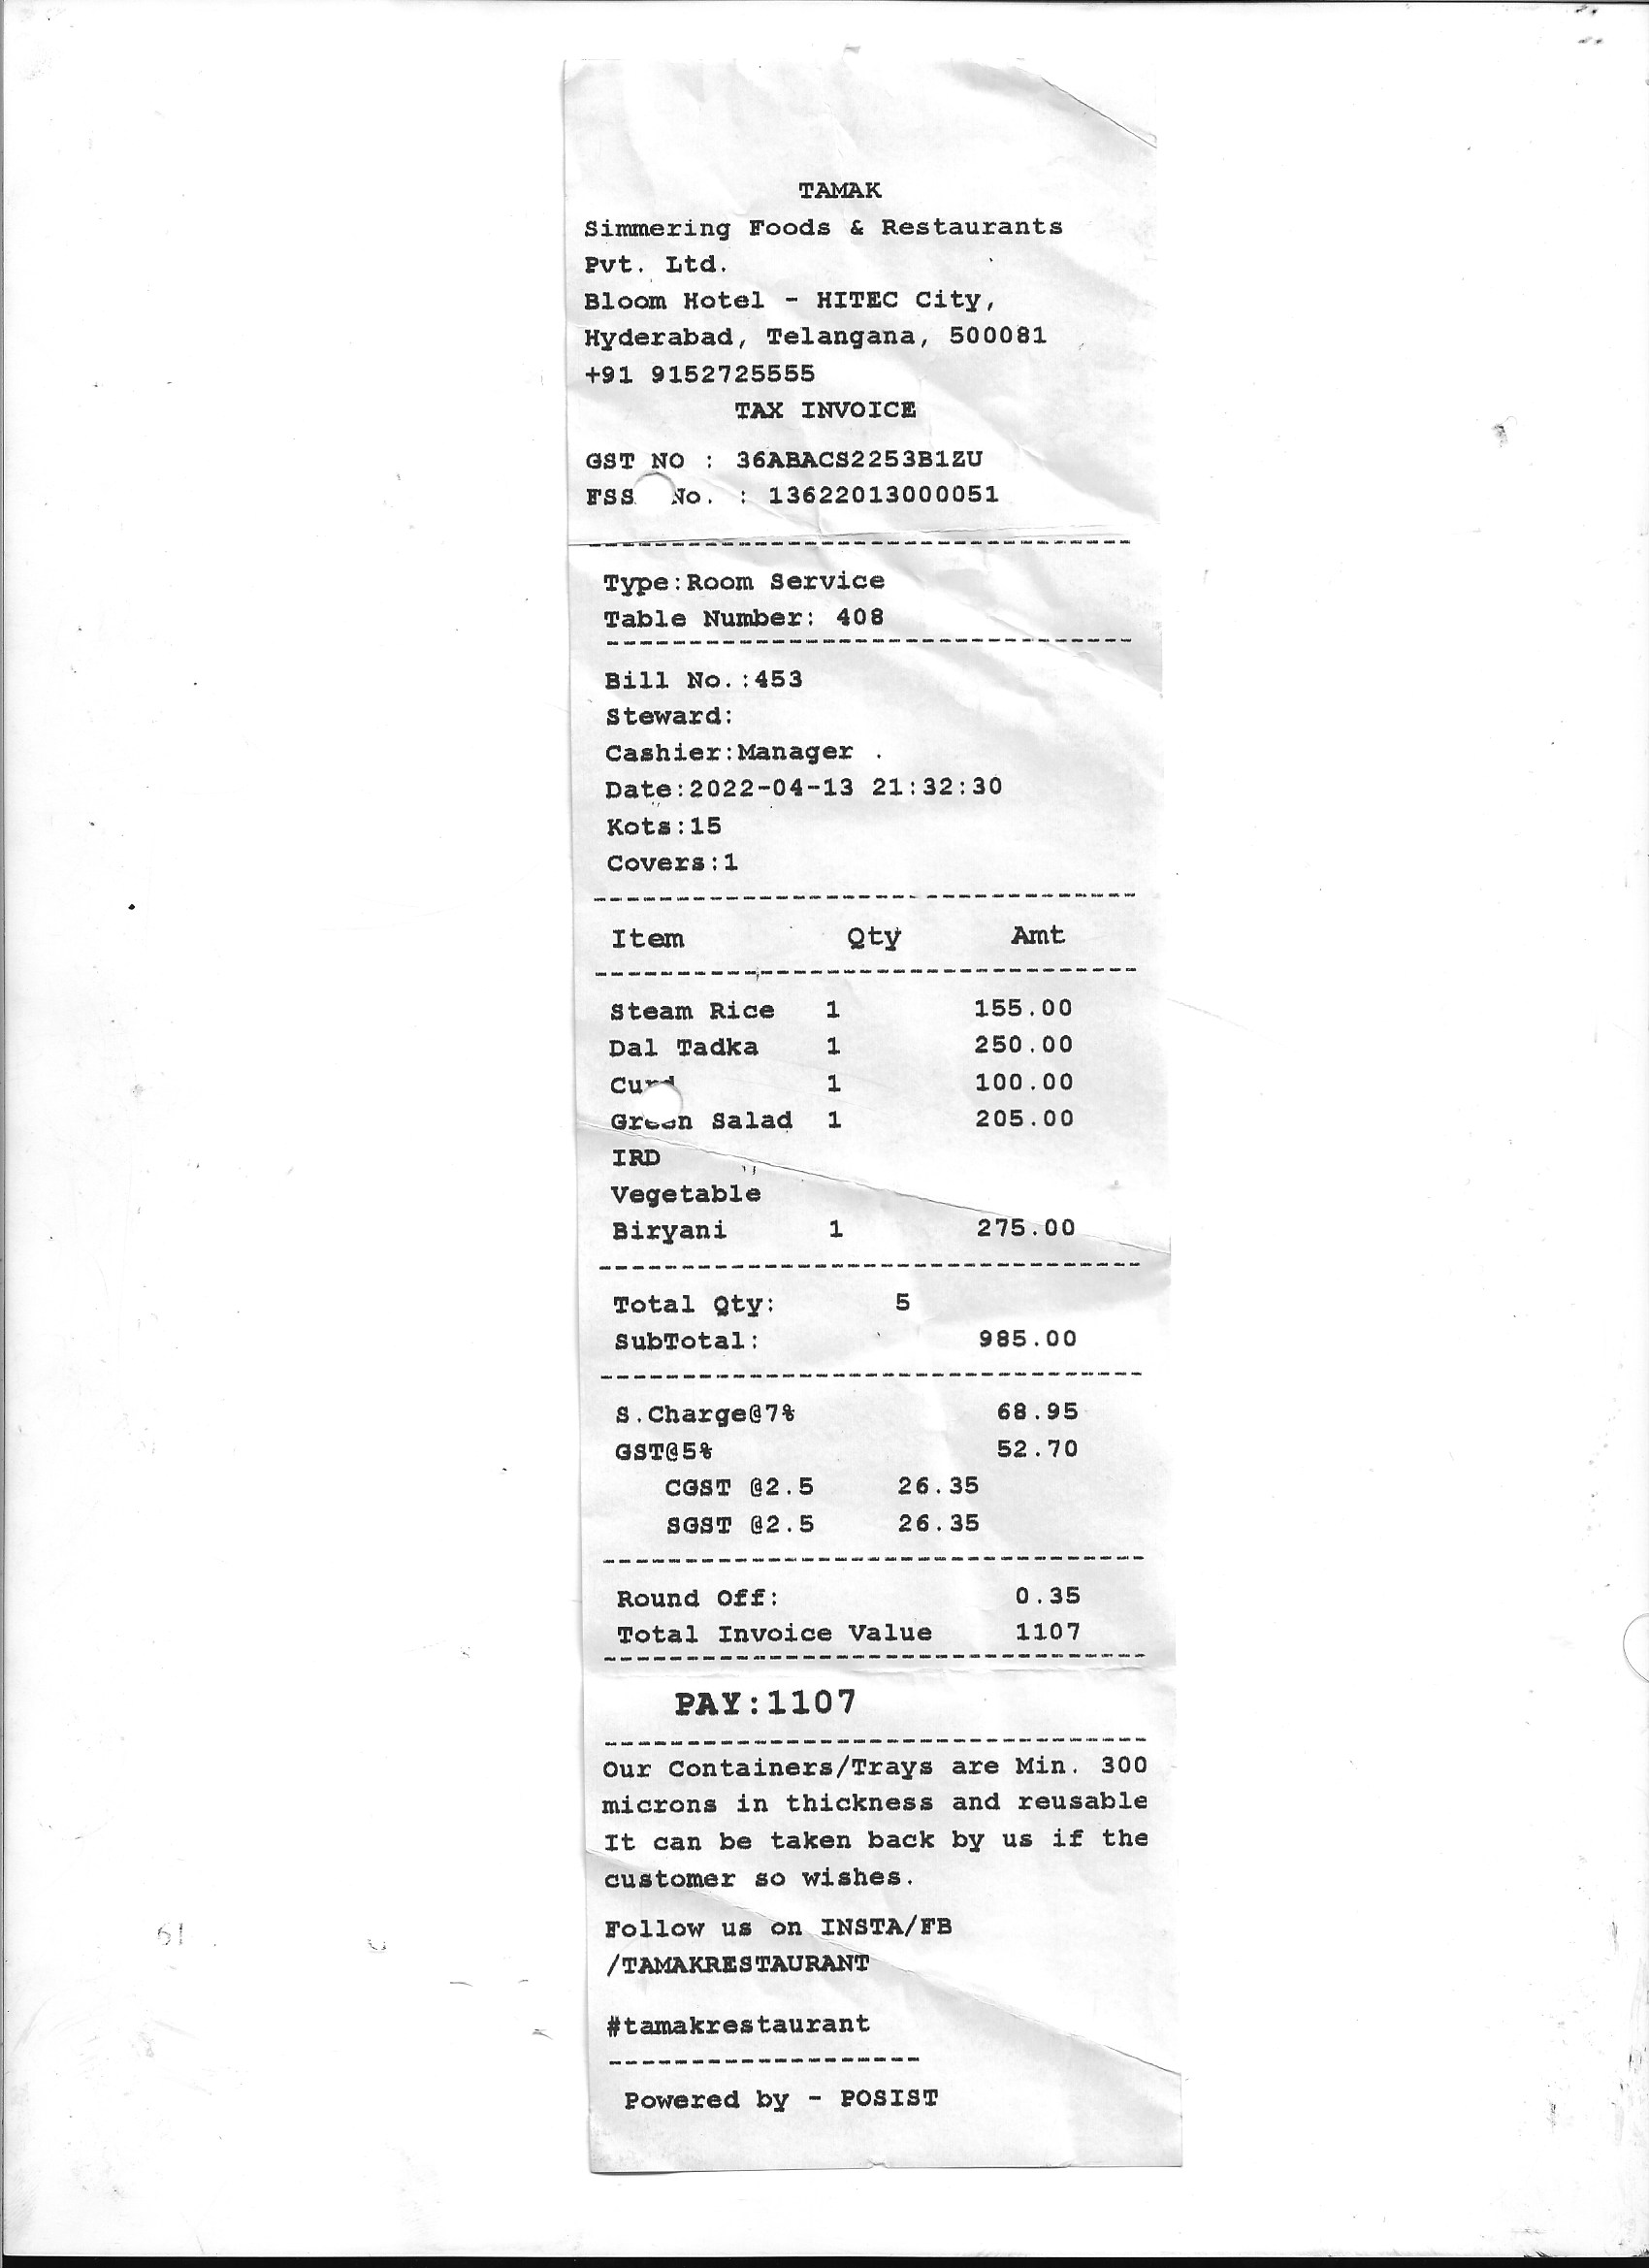 TAMAK
Simmering Foods & Restaurants
Pvt. Ltd.
Bloom Hotel - HITEC City,
Hyderabad, Telangana, 500081
+91 9152725555
TAX INVOICE
GST NO : 36ABACS2253B1ZU
FSS No. : 13622013000051
Type:Room Service
Table Number: 408
Bill No.:453
Steward:
Cashier:Manager .
Date:2022-04-13 21:32:30
Kots:15
Covers:1
Item Qty Amt
Steam Rice 1 155.00
Dal Tadka 1 250.00
Curd 1 100.00
Green Salad 1 205.00
IRD
Vegetable
Biryani 1 275.00
Total Qty: 5
SubTotal: 985.00
S.Charge@7% 68.95
GST@5% 52.70
CGST @2.5 26.35
SGST @2.5 26.35
Round Off: 0.35
Total Invoice Value 1107
PAY:1107
Our Containers/Trays are Min. 300
microns in thickness and reusable
It can be taken back by us if the
customer so wishes.
Follow us on INSTA/FB
/TAMAKRESTAURANT
#tamakrestaurant
Powered by - POSIST